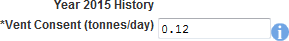 Year 2015 History
*Vent Consent (tonnes/day) 0.12